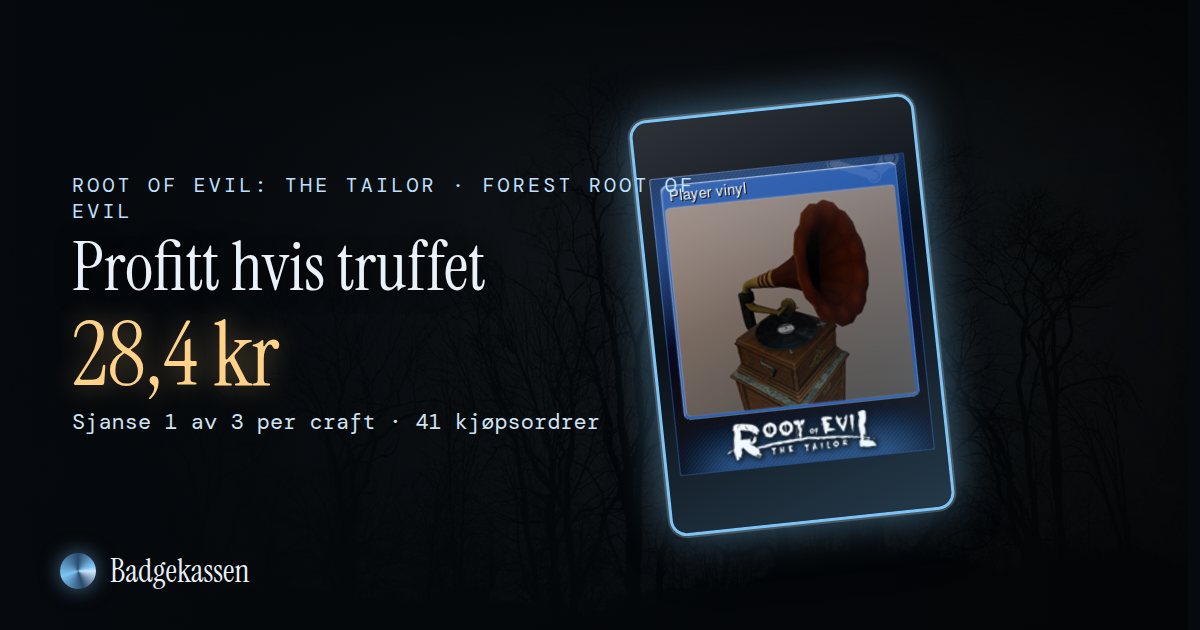 ROOT OF EVIL: THE TAILOR · FOREST ROOT OF
EVIL
Profitt hvis truffet
28,4 kr
Sjanse 1 av 3 per craft · 41 kjøpsordrer
Player vinyl
ROOT OF EVIL
THE TAILOR
Badgekassen